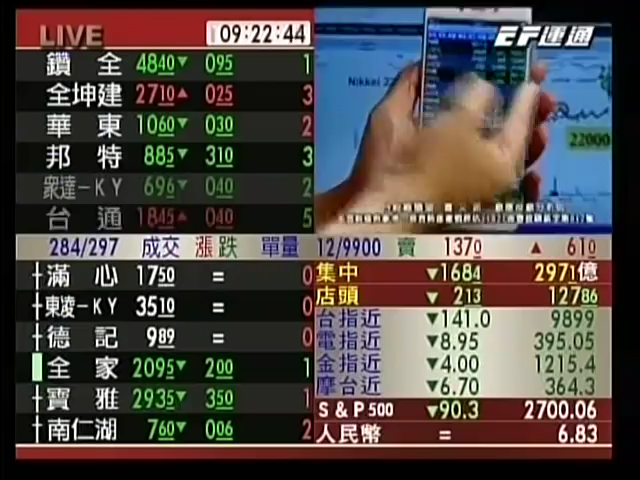 LIVE 09:22:44
EF運通
鑽全 4840▼ 095 1
全坤建 2710▲ 025 3
華東 1060▼ 030 2
邦特 885▼ 310 3
眾達－KY 696▼ 040 2
台通 1845▲ 040 5
Nikkei 22
22000
284/297 成交 漲跌 單量 12/9900 賣 1370 ▲ 610
滿心 1750 = 0
東凌－KY 3510 = 0
德記 989 = 0
全家 2095▼ 200 1
寶雅 2935▼ 350 1
南仁湖 760▼ 006 2
集中 ▼1684 2971億
店頭 ▼213 12786
台指近 ▼141.0 9899
電指近 ▼8.95 395.05
金指近 ▼4.00 1215.4
摩台近 ▼6.70 364.3
S&P500 ▼90.3 2700.06
人民幣 = 6.83